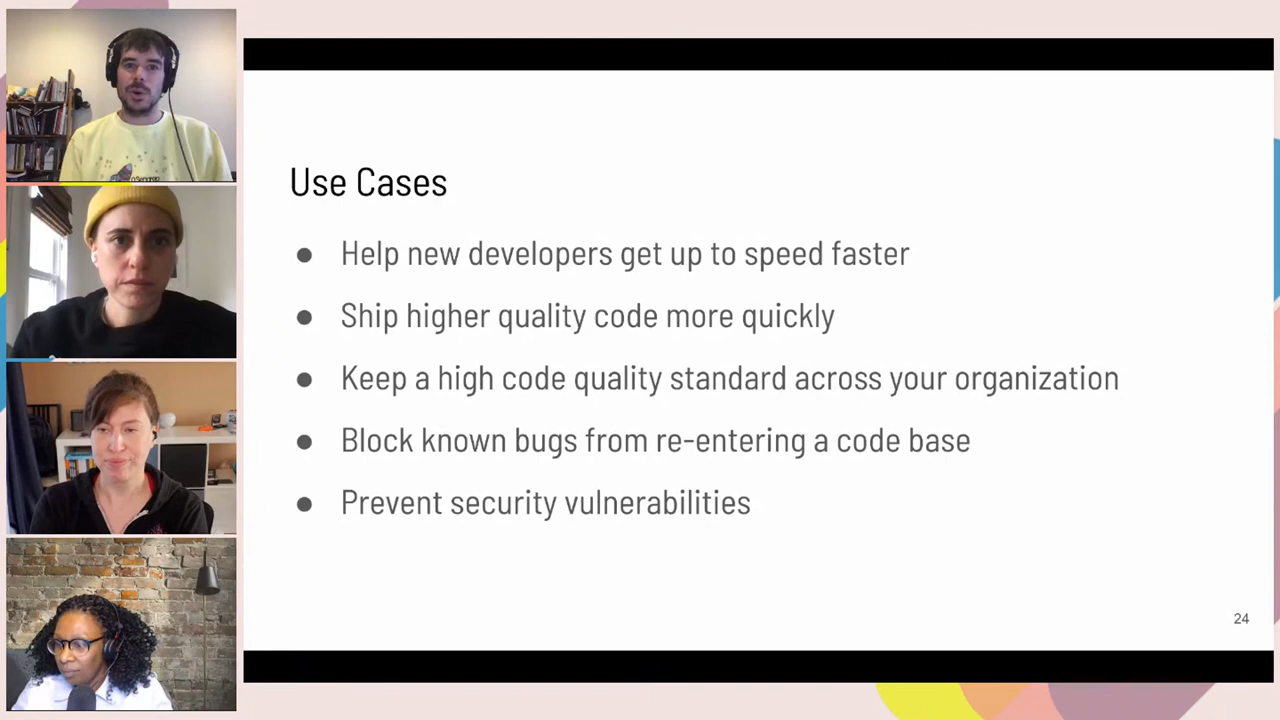 Use Cases
● Help new developers get up to speed faster
● Ship higher quality code more quickly
● Keep a high code quality standard across your organization
● Block known bugs from re-entering a code base
● Prevent security vulnerabilities
24